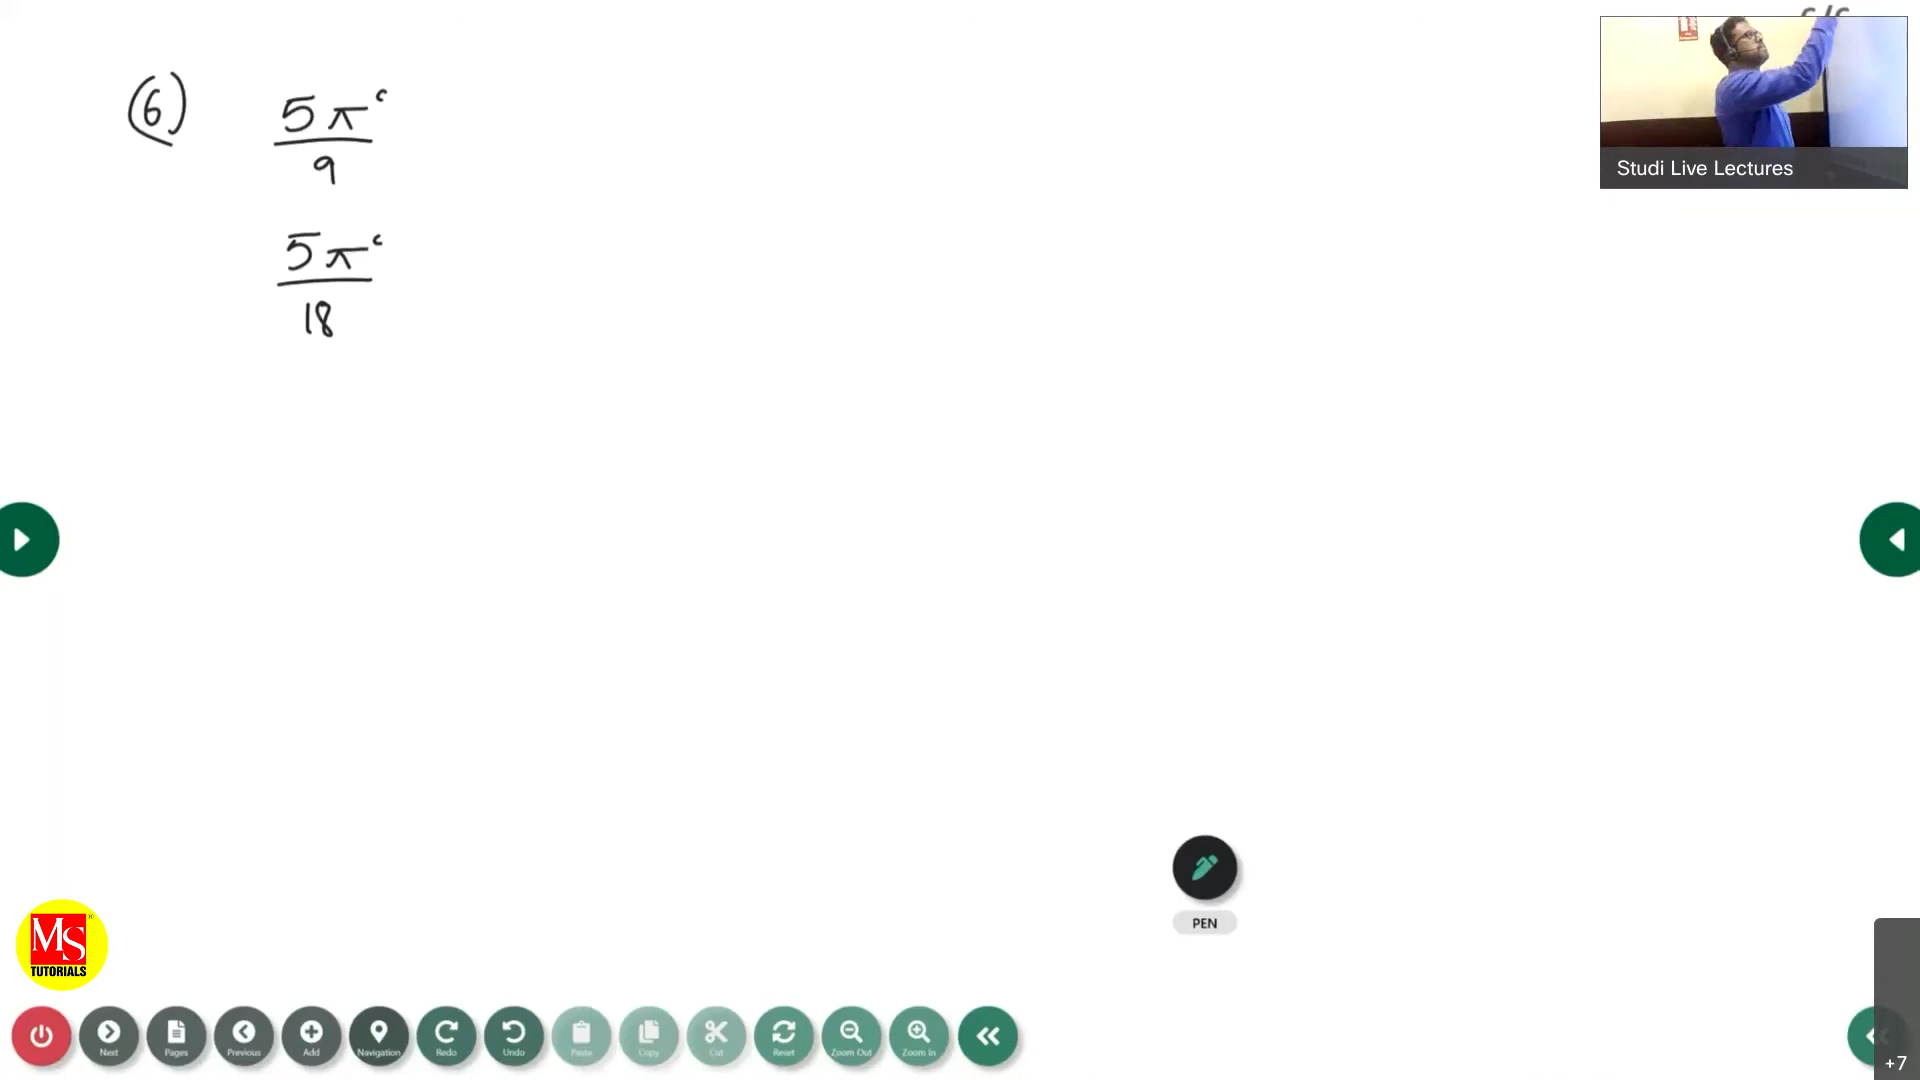 (6) 5π^c
9
5π^c
18
Studi Live Lectures
PEN
MS®
TUTORIALS
Next Pages Previous Add Navigation Redo Undo Paste Copy Cut Reset Zoom Out Zoom In
+7